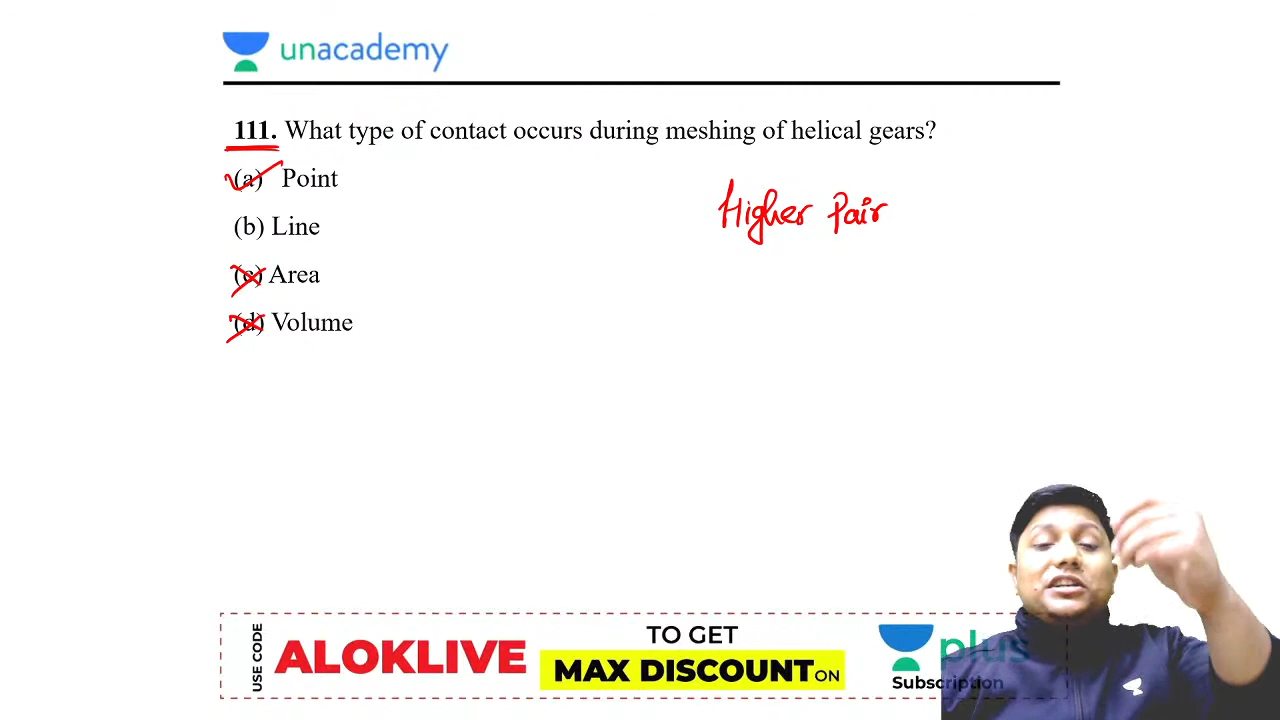 unacademy
111. What type of contact occurs during meshing of helical gears?
(a) Point
Higher Pair
(b) Line
(c) Area
(d) Volume
USE CODE
ALOKLIVE
TO GET
MAX DISCOUNT ON
plus
Subscription